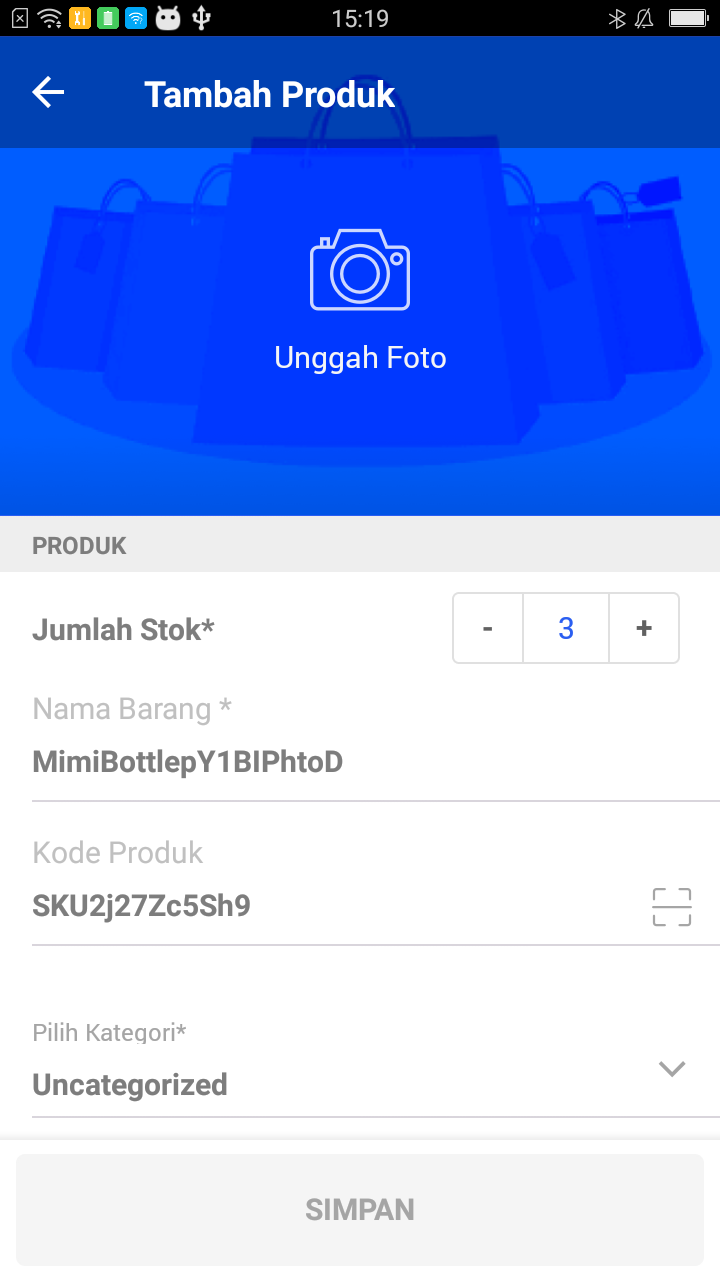 15:19
Tambah Produk
Unggah Foto
PRODUK
Jumlah Stok*
- 3 +
Nama Barang *
MimiBottlepY1BIPhtoD
Kode Produk
SKU2j27Zc5Sh9
Pilih Kategori*
Uncategorized
SIMPAN